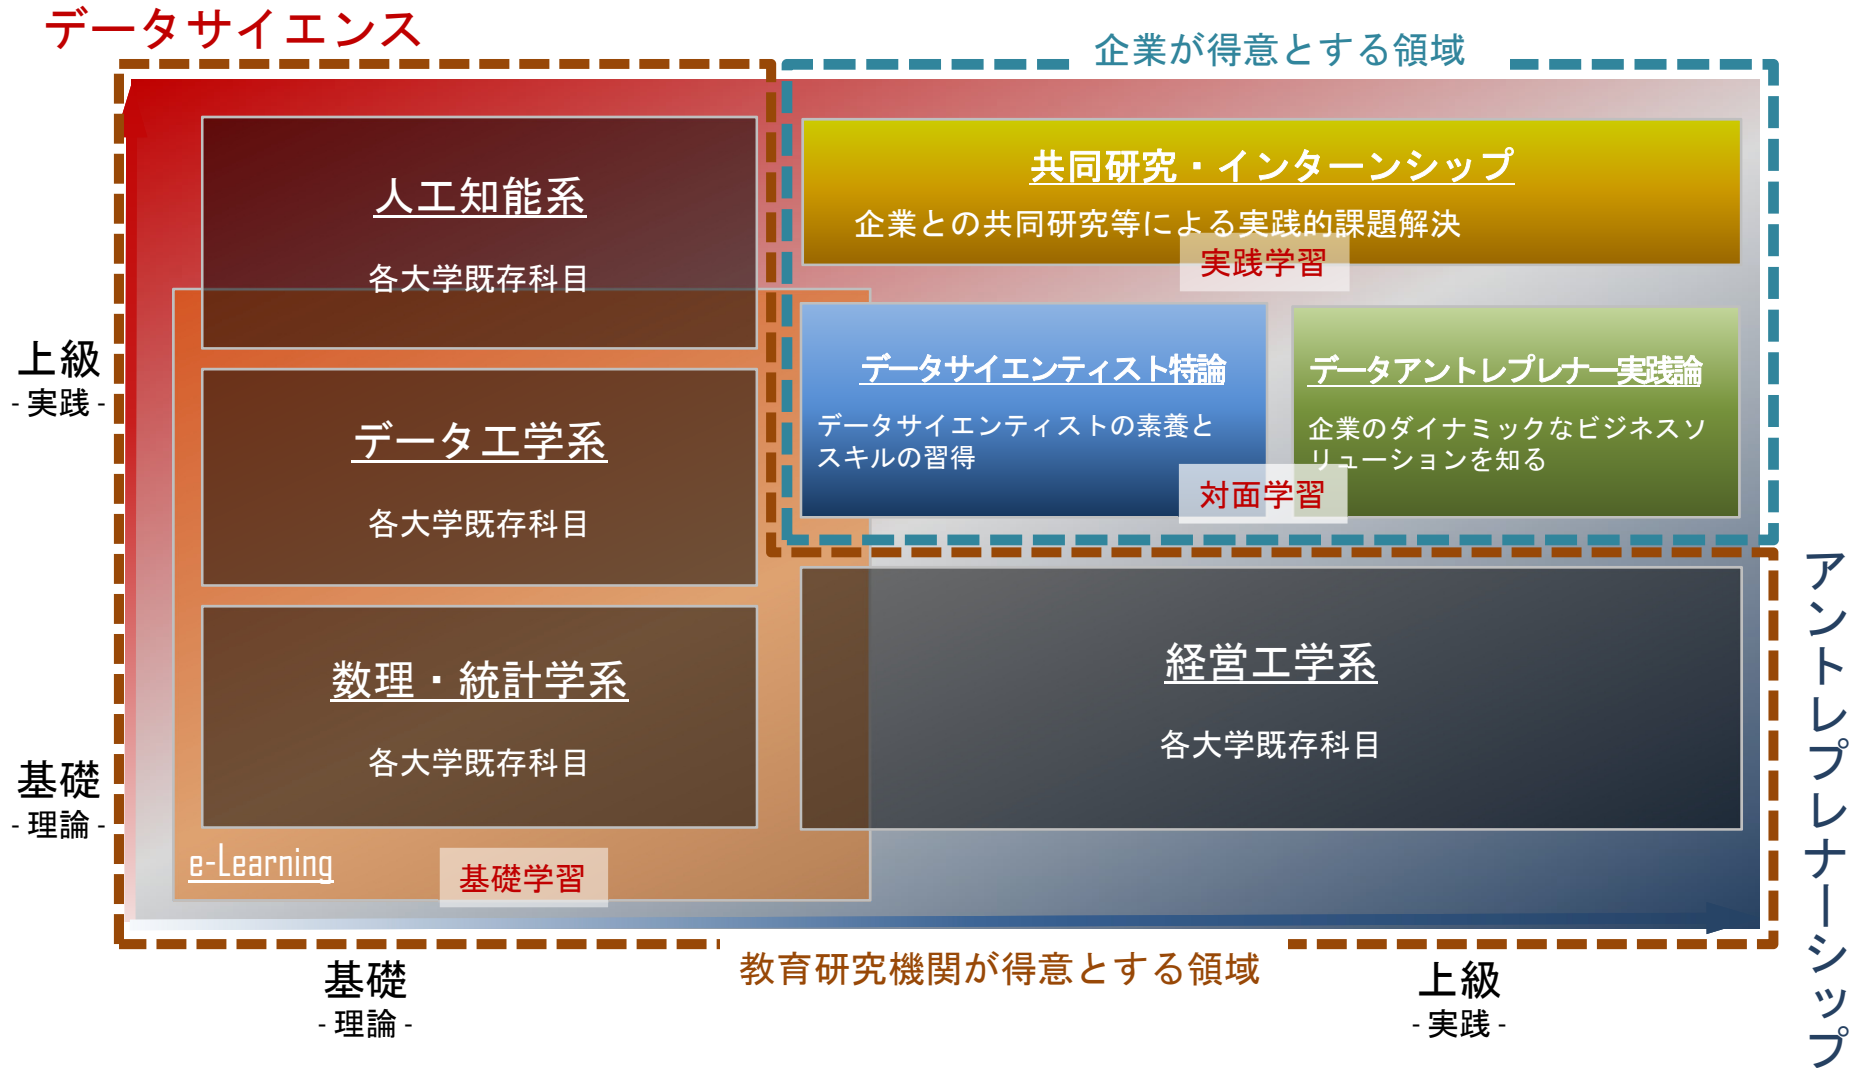 データサイエンス
企業が得意とする領域
人工知能系
各大学既存科目
共同研究・インターンシップ
企業との共同研究等による実践的課題解決
実践学習
上級
- 実践 -
データ工学系
各大学既存科目
データサイエンティスト特論
データサイエンティストの素養と
スキルの習得
データアントレプレナー実践論
企業のダイナミックなビジネスソ
リューションを知る
対面学習
数理・統計学系
各大学既存科目
経営工学系
各大学既存科目
基礎
- 理論 -
e-Learning
基礎学習
アントレプレナーシップ
教育研究機関が得意とする領域
基礎
- 理論 -
上級
- 実践 -